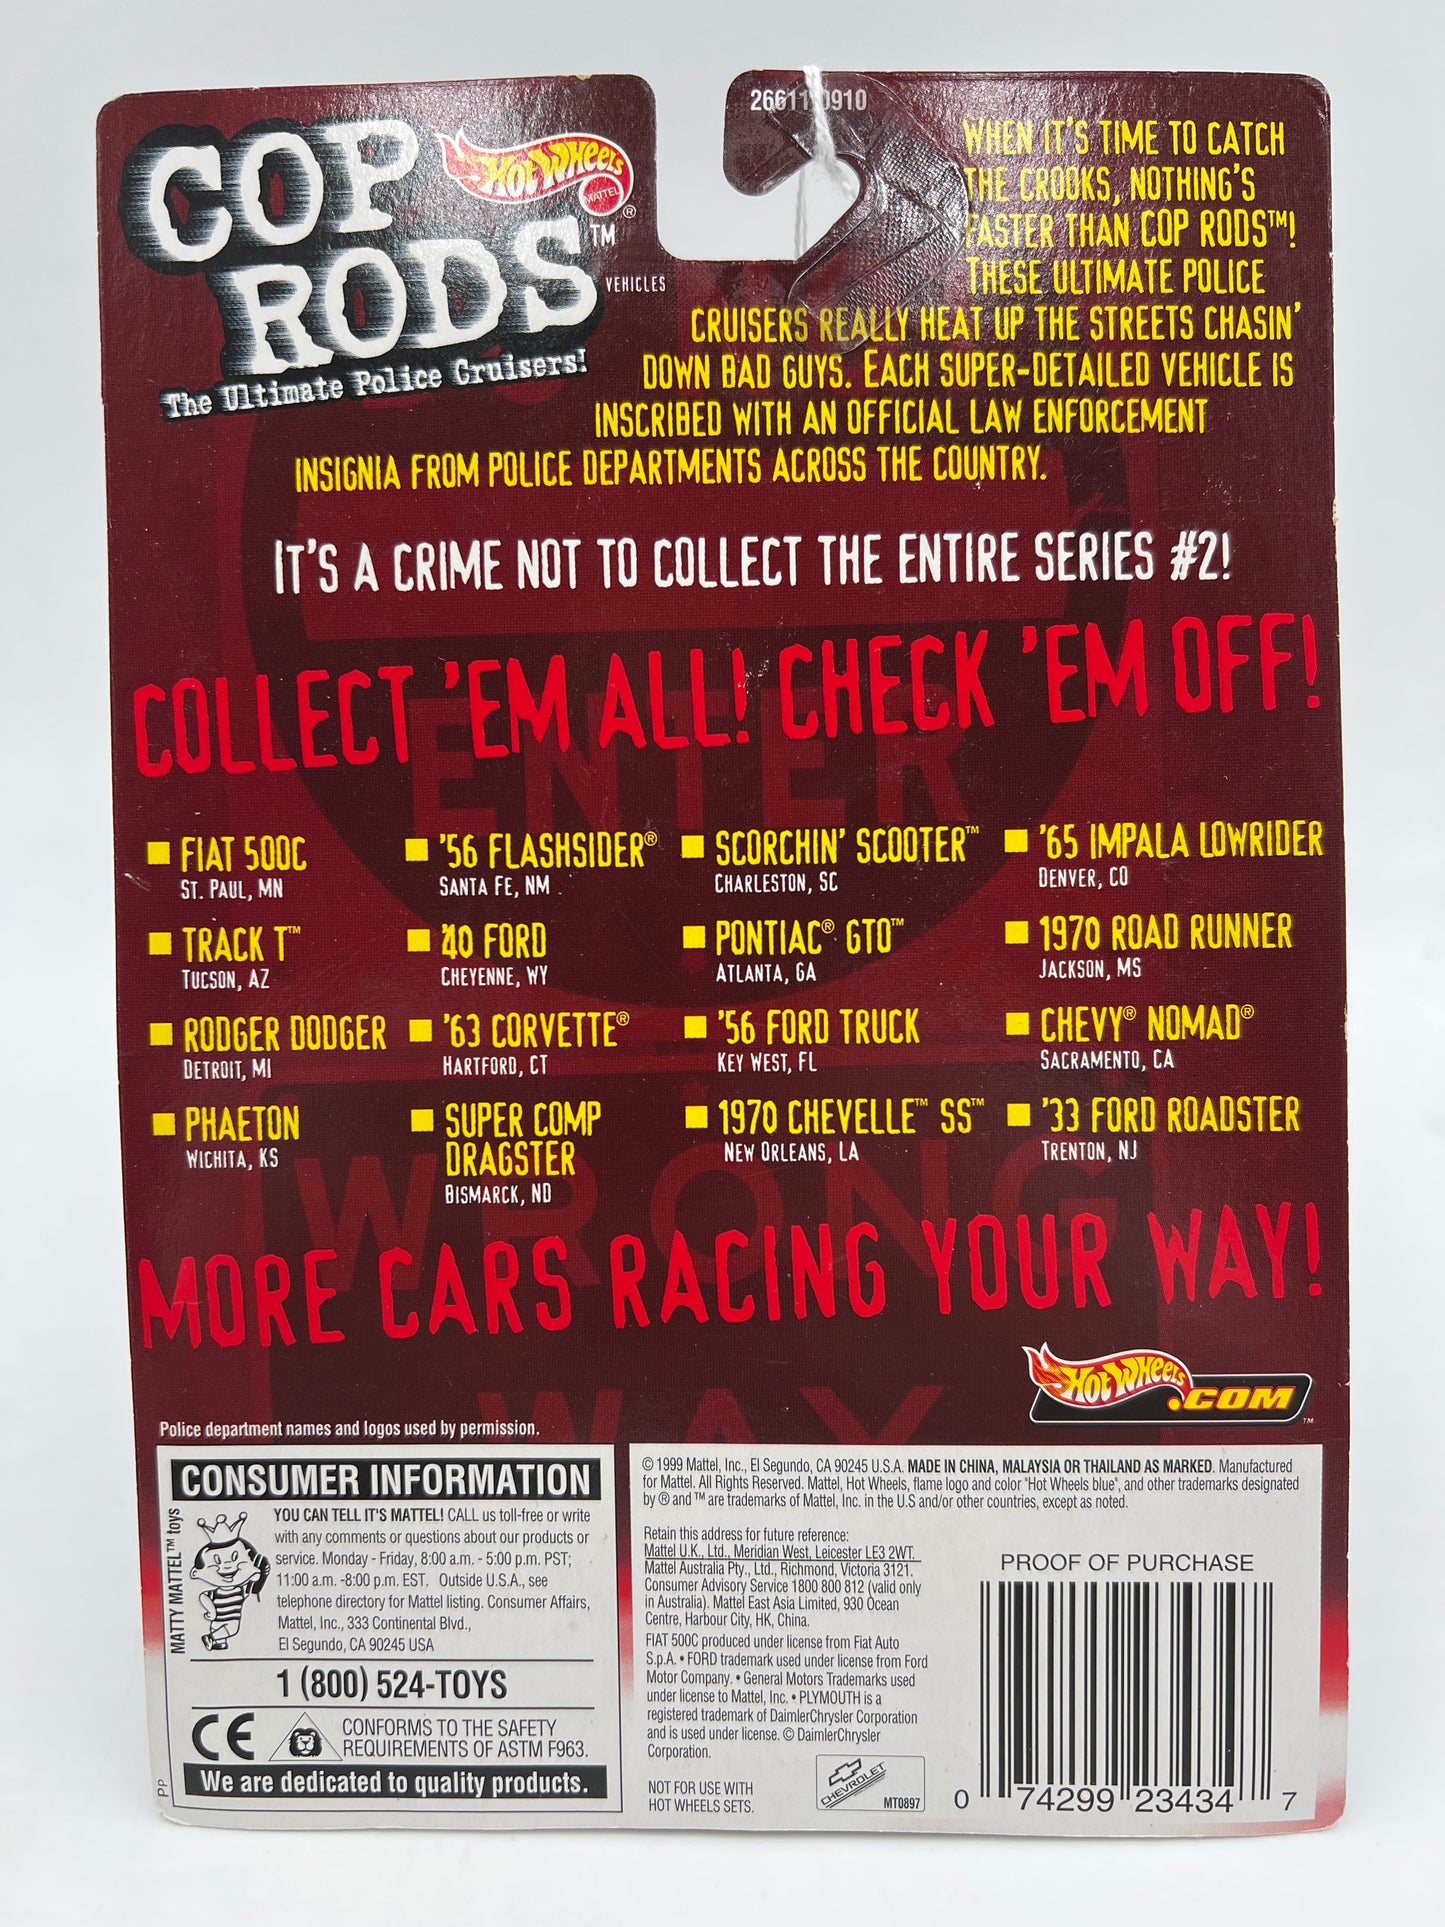 26611 0910
COP
RODS™
VEHICLES
The Ultimate Police Cruisers!
Hot Wheels
MATTEL
®
WHEN IT'S TIME TO CATCH
THE CROOKS, NOTHING'S
FASTER THAN COP RODS™!
THESE ULTIMATE POLICE
CRUISERS REALLY HEAT UP THE STREETS CHASIN'
DOWN BAD GUYS. EACH SUPER-DETAILED VEHICLE IS
INSCRIBED WITH AN OFFICIAL LAW ENFORCEMENT
INSIGNIA FROM POLICE DEPARTMENTS ACROSS THE COUNTRY.
IT'S A CRIME NOT TO COLLECT THE ENTIRE SERIES #2!
COLLECT 'EM ALL! CHECK 'EM OFF!
ENTER
FIAT 500C
ST. PAUL, MN
TRACK T™
TUCSON, AZ
RODGER DODGER
DETROIT, MI
PHAETON
WICHITA, KS
'56 FLASHSIDER®
SANTA FE, NM
'40 FORD
CHEYENNE, WY
'63 CORVETTE®
HARTFORD, CT
SUPER COMP
DRAGSTER
BISMARCK, ND
SCORCHIN' SCOOTER™
CHARLESTON, SC
PONTIAC® GTO™
ATLANTA, GA
'56 FORD TRUCK
KEY WEST, FL
1970 CHEVELLE™ SS™
NEW ORLEANS, LA
'65 IMPALA LOWRIDER
DENVER, CO
1970 ROAD RUNNER
JACKSON, MS
CHEVY® NOMAD®
SACRAMENTO, CA
'33 FORD ROADSTER
TRENTON, NJ
WRONG
MORE CARS RACING YOUR WAY!
WAY
Hot Wheels
.COM™
Police department names and logos used by permission.
CONSUMER INFORMATION
MATTY MATTEL™ toys
YOU CAN TELL IT'S MATTEL! CALL us toll-free or write
with any comments or questions about our products or
service. Monday - Friday, 8:00 a.m. - 5:00 p.m. PST;
11:00 a.m. -8:00 p.m. EST. Outside U.S.A., see
telephone directory for Mattel listing. Consumer Affairs,
Mattel, Inc., 333 Continental Blvd.,
El Segundo, CA 90245 USA
1 (800) 524-TOYS
CE
CONFORMS TO THE SAFETY
REQUIREMENTS OF ASTM F963.
We are dedicated to quality products.
PP
© 1999 Mattel, Inc., El Segundo, CA 90245 U.S.A. MADE IN CHINA, MALAYSIA OR THAILAND AS MARKED. Manufactured
for Mattel. All Rights Reserved. Mattel, Hot Wheels, flame logo and color "Hot Wheels blue", and other trademarks designated
by ® and ™ are trademarks of Mattel, Inc. in the U.S and/or other countries, except as noted.
Retain this address for future reference:
Mattel U.K., Ltd., Meridian West, Leicester LE3 2WT.
Mattel Australia Pty., Ltd., Richmond, Victoria 3121.
Consumer Advisory Service 1800 800 812 (valid only
in Australia). Mattel East Asia Limited, 930 Ocean
Centre, Harbour City, HK, China.
FIAT 500C produced under license from Fiat Auto
S.p.A. • FORD trademark used under license from Ford
Motor Company. • General Motors Trademarks used
under license to Mattel, Inc. • PLYMOUTH is a
registered trademark of DaimlerChrysler Corporation
and is used under license. © DaimlerChrysler
Corporation.
NOT FOR USE WITH
HOT WHEELS SETS.
CHEVROLET
MT0897
PROOF OF PURCHASE
0 74299 23434 7